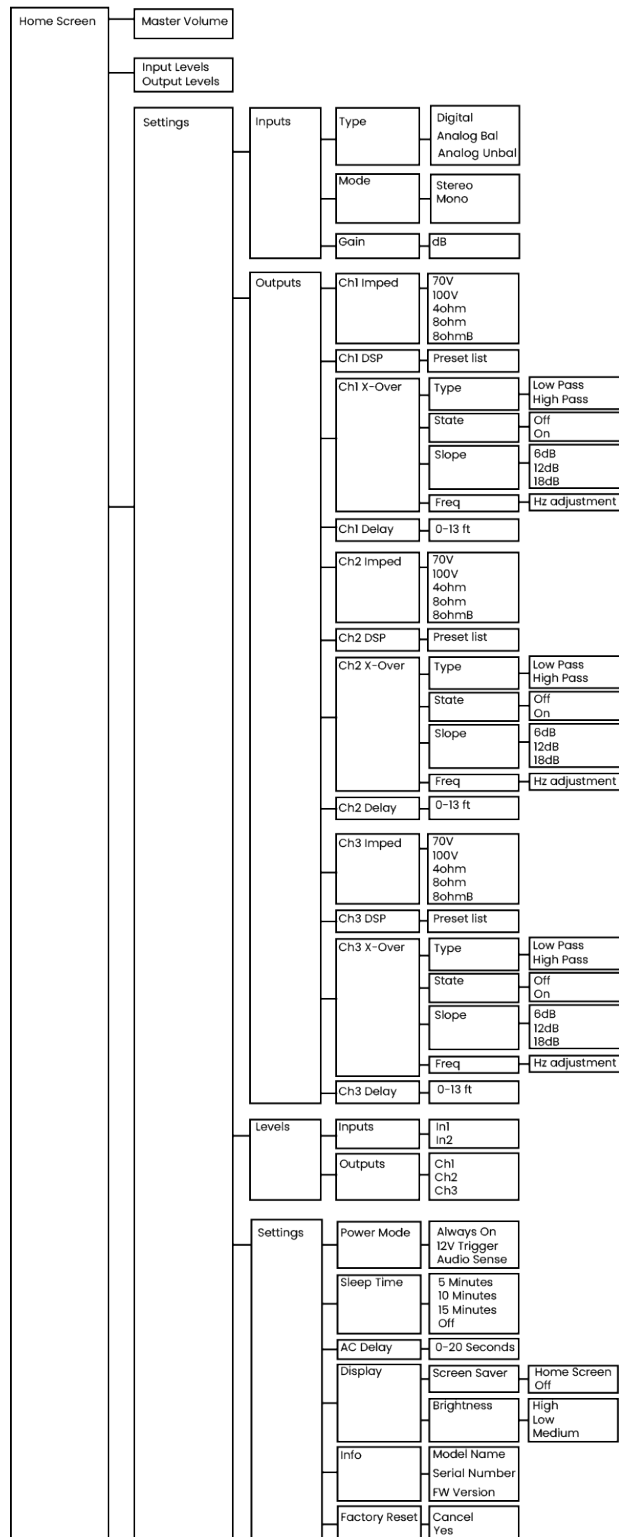 Home Screen
Master Volume
Input Levels
Output Levels
Settings
Inputs
Type
Digital
Analog Bal
Analog Unbal
Mode
Stereo
Mono
Gain
dB
Outputs
Ch1 Imped
70V
100V
4ohm
8ohm
8ohmB
Ch1 DSP
Preset list
Ch1 X-Over
Type
Low Pass
High Pass
State
Off
On
Slope
6dB
12dB
18dB
Freq
Hz adjustment
Ch1 Delay
0-13 ft
Ch2 Imped
70V
100V
4ohm
8ohm
8ohmB
Ch2 DSP
Preset list
Ch2 X-Over
Type
Low Pass
High Pass
State
Off
On
Slope
6dB
12dB
18dB
Freq
Hz adjustment
Ch2 Delay
0-13 ft
Ch3 Imped
70V
100V
4ohm
8ohm
8ohmB
Ch3 DSP
Preset list
Ch3 X-Over
Type
Low Pass
High Pass
State
Off
On
Slope
6dB
12dB
18dB
Freq
Hz adjustment
Ch3 Delay
0-13 ft
Levels
Inputs
In1
In2
Outputs
Ch1
Ch2
Ch3
Settings
Power Mode
Always On
12V Trigger
Audio Sense
Sleep Time
5 Minutes
10 Minutes
15 Minutes
Off
AC Delay
0-20 Seconds
Display
Screen Saver
Home Screen
Off
Brightness
High
Low
Medium
Info
Model Name
Serial Number
FW Version
Factory Reset
Cancel
Yes